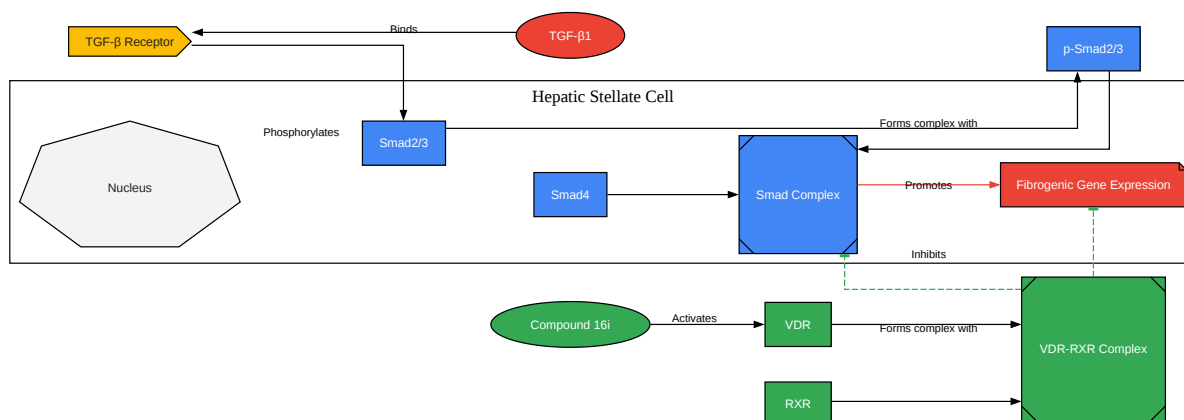 Binds
TGF-β Receptor
TGF-β1
p-Smad2/3
Hepatic Stellate Cell
Phosphorylates
Smad2/3
Forms complex with
Nucleus
Smad4
Smad Complex
Promotes
Fibrogenic Gene Expression
Inhibits
Compound 16i
Activates
VDR
Forms complex with
VDR-RXR Complex
RXR